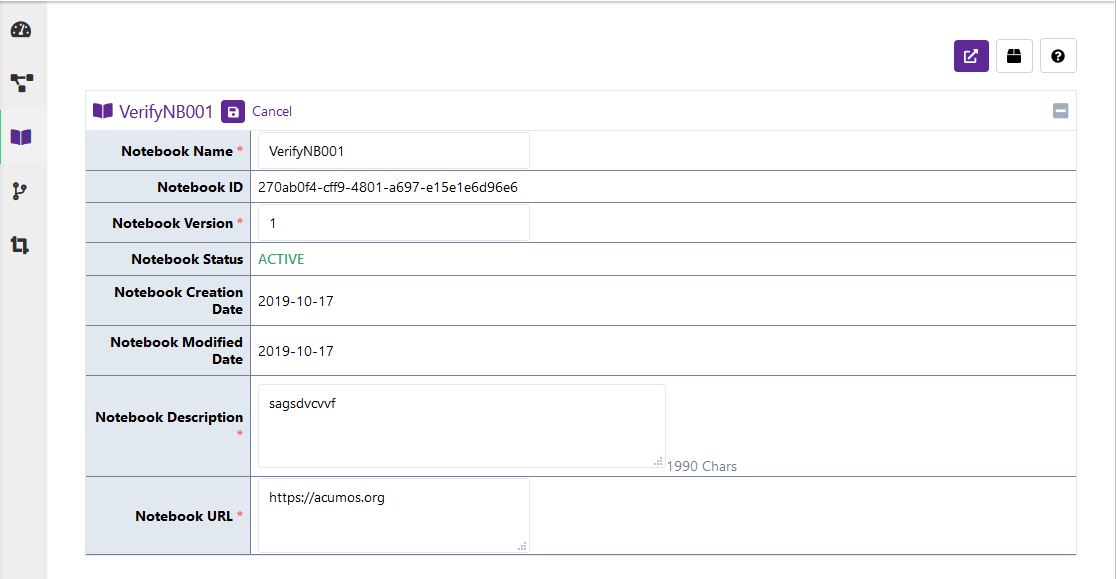 VerifyNB001 Cancel
Notebook Name * VerifyNB001
Notebook ID 270ab0f4-cff9-4801-a697-e15e1e6d96e6
Notebook Version * 1
Notebook Status ACTIVE
Notebook Creation
Date 2019-10-17
Notebook Modified
Date 2019-10-17
Notebook Description
* sagsdvcvvf
1990 Chars
Notebook URL * https://acumos.org